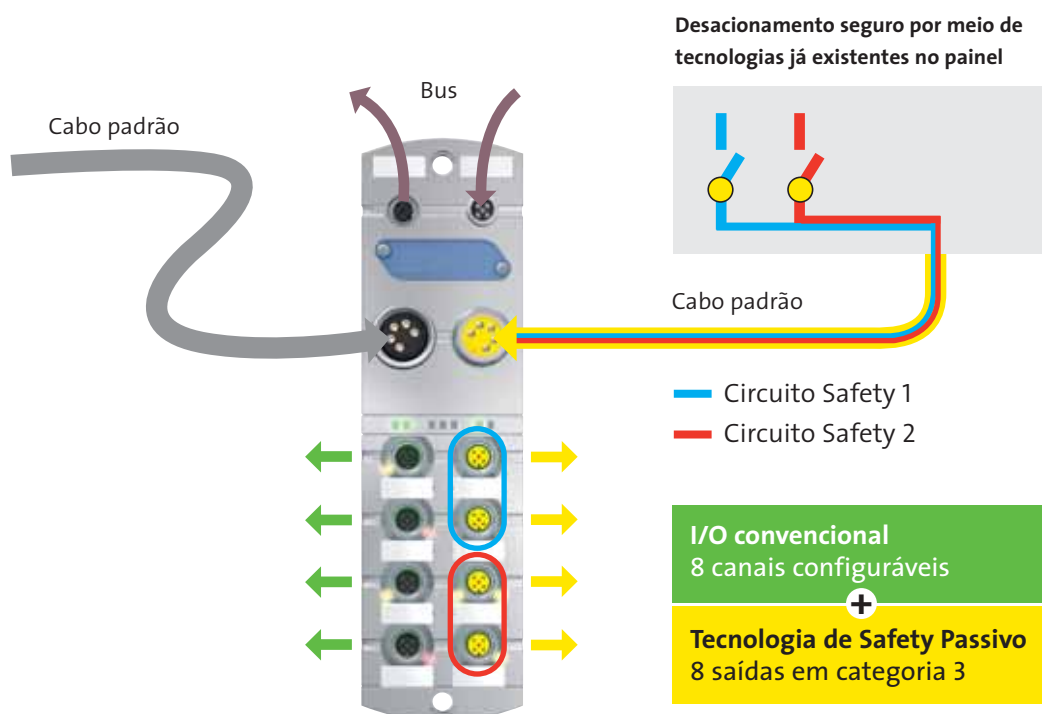 Desacionamento seguro por meio de
tecnologias já existentes no painel
Bus
Cabo padrão
Cabo padrão
Circuito Safety 1
Circuito Safety 2
I/O convencional
8 canais configuráveis
+
Tecnologia de Safety Passivo
8 saídas em categoria 3